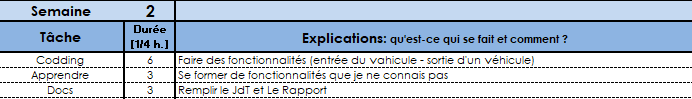 Semaine 2
Tâche Durée [1/4 h.] Explications: qu'est-ce qui se fait et comment ?
Codding 6 Faire des fonctionnalités (entrée du vahicule - sortie d'un véhicule)
Apprendre 3 Se former de fonctionnalités que je ne connais pas
Docs 3 Remplir le JdT et Le Rapport